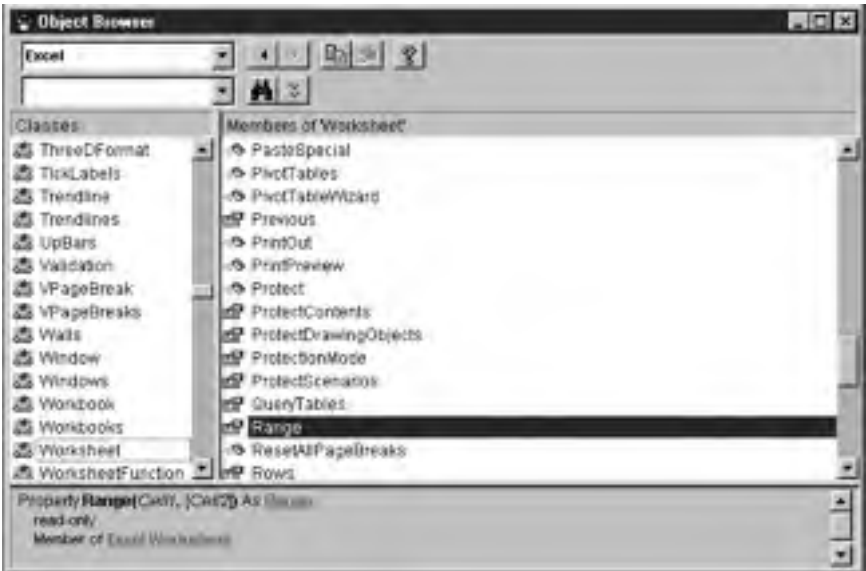 Object Browser
Excel
Classes
Members of 'Worksheet'
ThreeDFormat
TickLabels
Trendline
Trendlines
UpBars
Validation
VPageBreak
VPageBreaks
Walls
Window
Windows
Workbook
Workbooks
Worksheet
WorksheetFunction
PasteSpecial
PivotTables
PivotTableWizard
Previous
PrintOut
PrintPreview
Protect
ProtectContents
ProtectDrawingObjects
ProtectionMode
ProtectScenarios
QueryTables
Range
ResetAllPageBreaks
Rows
Property Range(Cell1, [Cell2]) As Range
read-only
Member of Excel.Worksheet